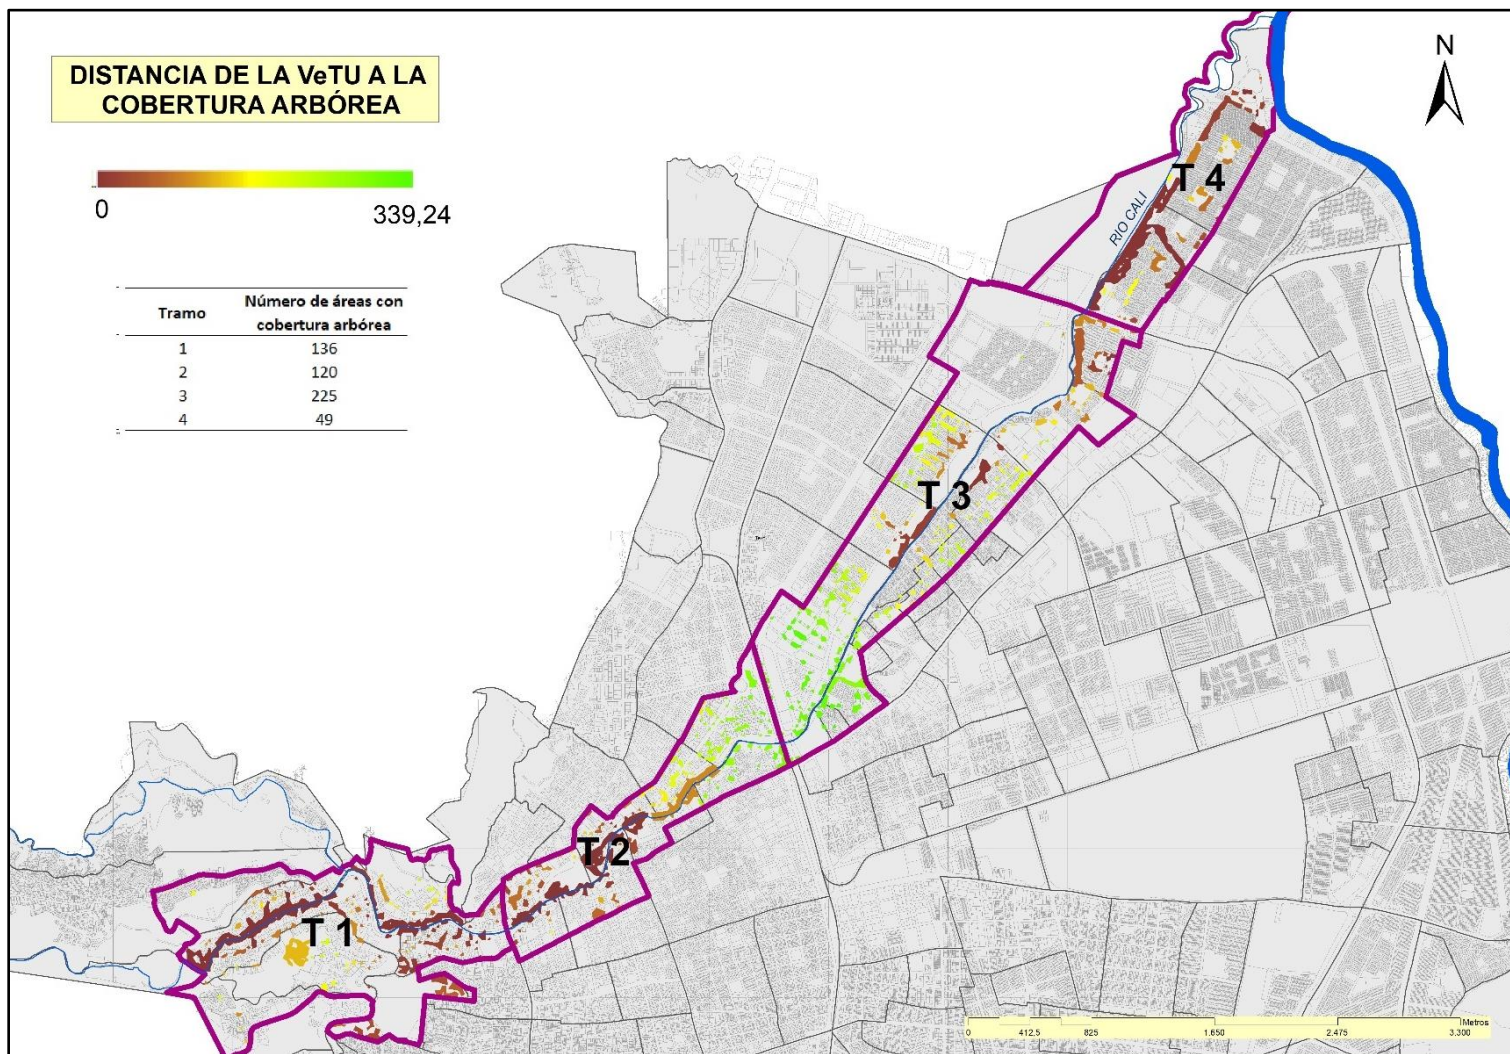 DISTANCIA DE LA VeTU A LA
COBERTURA ARBÓREA
0 339,24
Tramo Número de áreas con
cobertura arbórea
1 136
2 120
3 225
4 49
N
T 4
RIO CALI
T 3
T 2
T 1
Metros
0 412.5 825 1.650 2.475 3.300